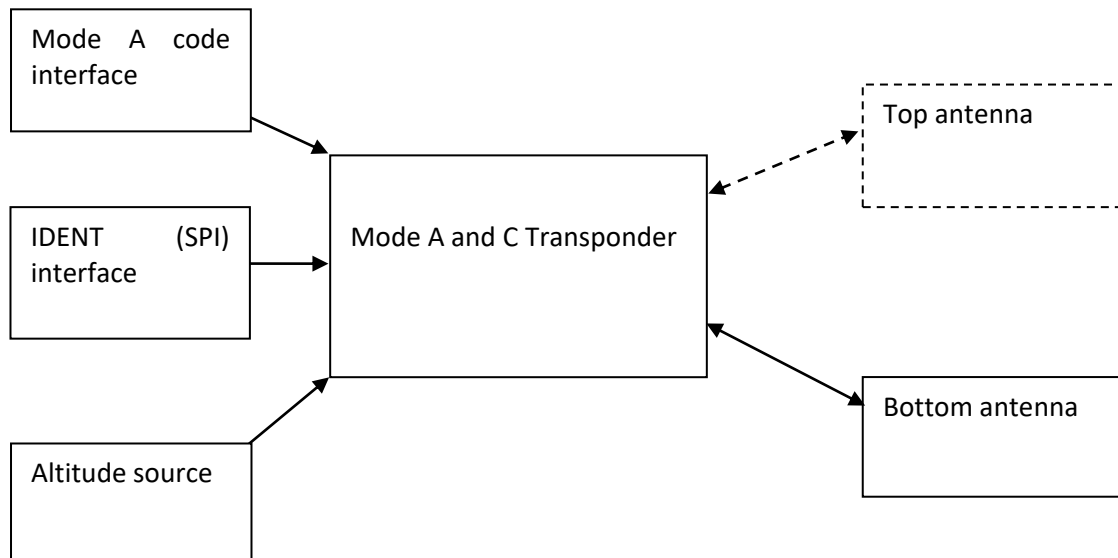 Mode A code
interface
Top antenna
IDENT (SPI)
interface
Mode A and C Transponder
Altitude source
Bottom antenna